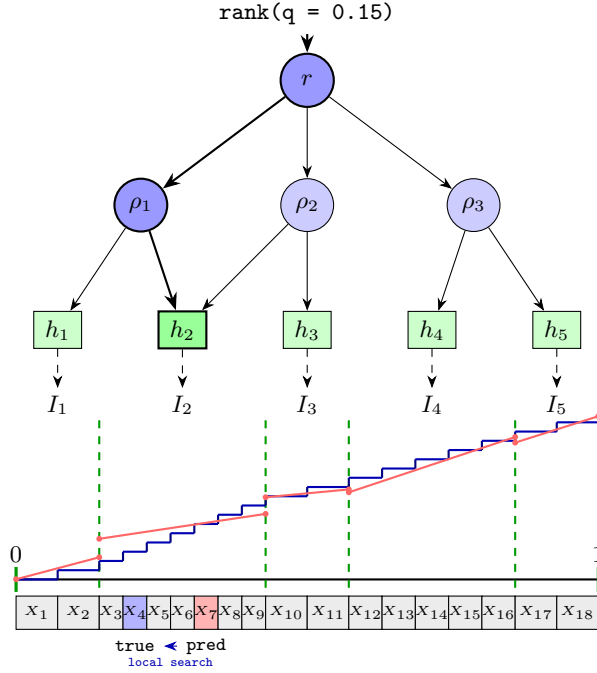 rank(q = 0.15)
r
ρ₁ ρ₂ ρ₃
h₁ h₂ h₃ h₄ h₅
I₁ I₂ I₃ I₄ I₅
0 1
x₁ x₂ x₃ x₄ x₅ x₆ x₇ x₈ x₉ x₁₀ x₁₁ x₁₂ x₁₃ x₁₄ x₁₅ x₁₆ x₁₇ x₁₈
true pred
local search